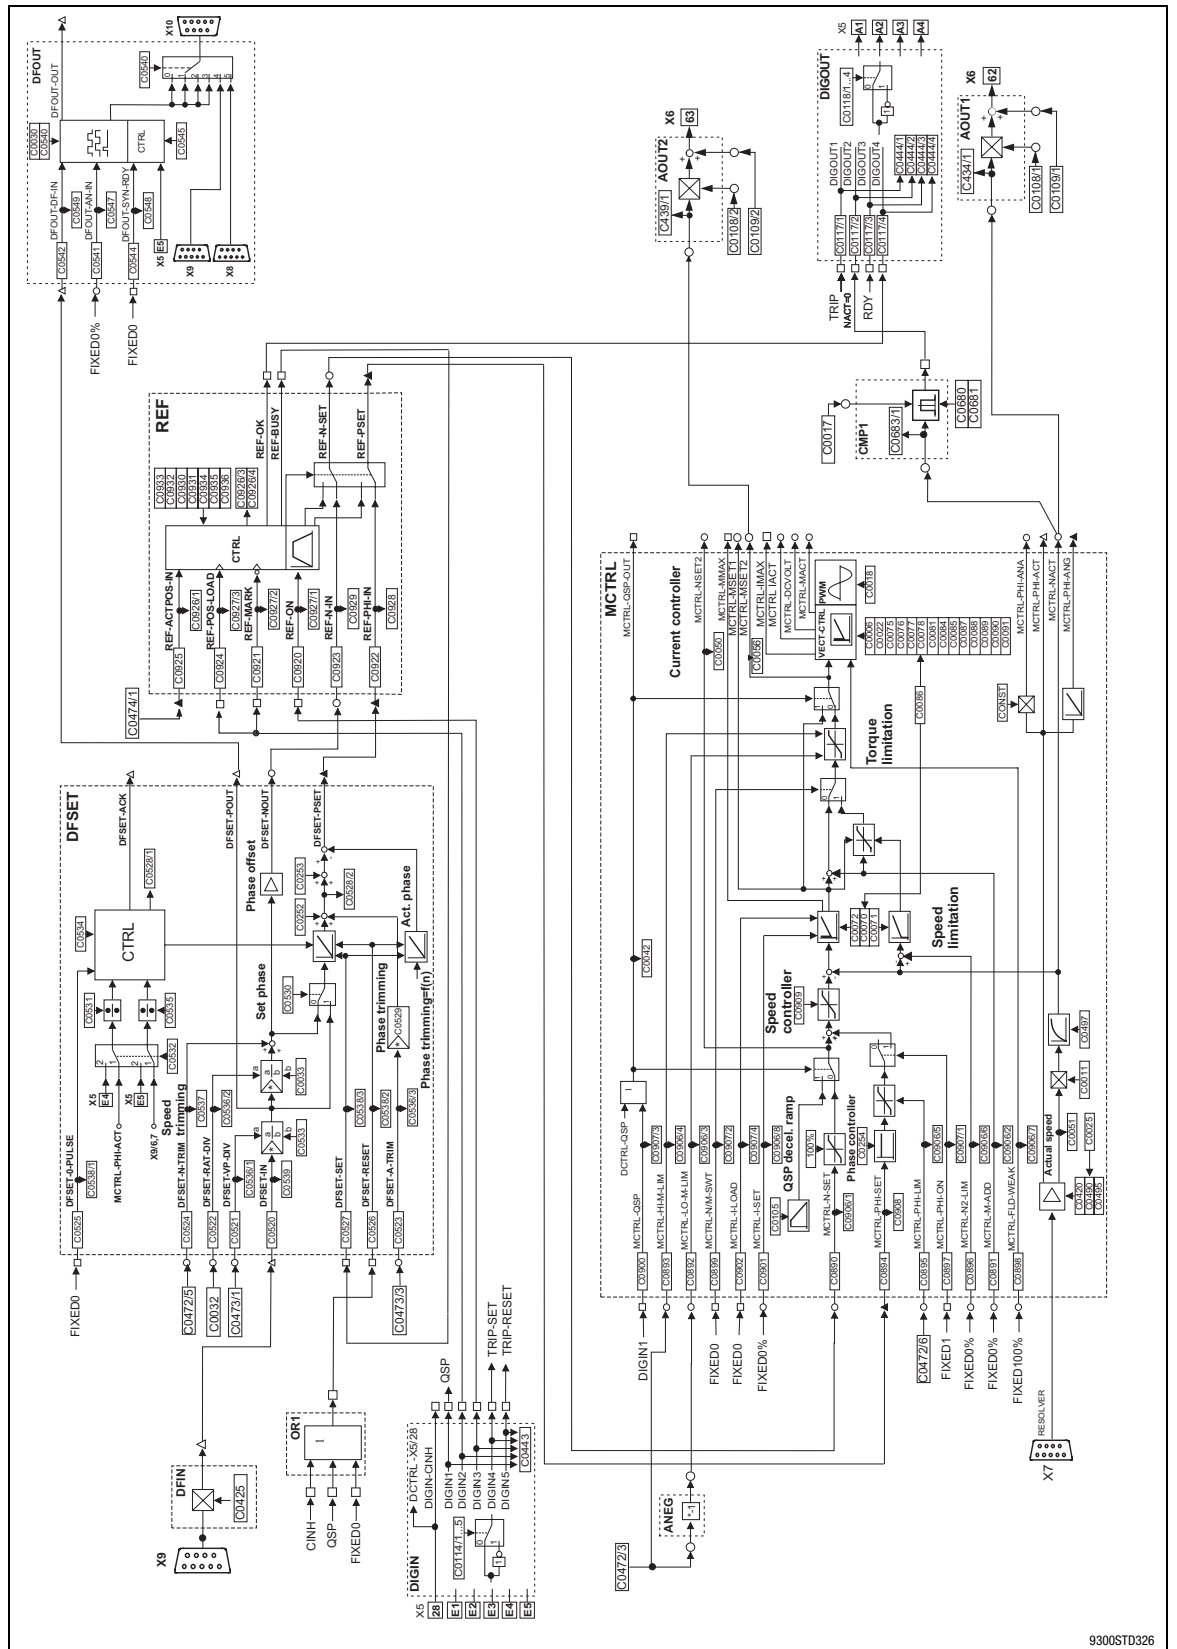 X9
DFIN
C0425
CINH
QSP
FIXED0
OR1
1
X5
28
E1
E2
E3
E4
E5
DIGIN
C0114/1...5
1
DCTRL -X5/28
DIGIN-CINH
DIGIN1
DIGIN2
DIGIN3
DIGIN4
DIGIN5
C0443
QSP
TRIP-SET
TRIP-RESET
C0472/3
ANEG
*-1
DFSET
FIXED0
C0525
DFSET-0-PULSE
C0538/1
X5
E4
MCTRL-PHI-ACT
X5
E5
X9/6,7
2
1
2
1
C0532
C0531
C0535
C0534
CTRL
DFSET-ACK
C0528/1
Speed
trimming
C0472/5
C0524
DFSET-N-TRIM
C0537
C0032
C0522
DFSET-RAT-DIV
C0536/2
C0473/1
C0521
DFSET-VP-DIV
C0536/1
C0520
DFSET-IN
C0539
C0533
C0033
a
b
a
b
Set phase
C0530
0
1
Phase offset
C0252
C0253
C0528/2
DFSET-POUT
DFSET-NOUT
DFSET-PSET
C0527
DFSET-SET
C0538/3
C0526
DFSET-RESET
C0538/2
C0473/3
C0523
DFSET-A-TRIM
C0536/3
Phase trimming
C0529
Phase trimming=f(n)
Act. phase
REF
C0474/1
C0925
REF-ACTPOS-IN
C0926/1
C0924
REF-POS-LOAD
C0927/3
C0921
REF-MARK
C0927/2
C0920
REF-ON
C0927/1
C0923
REF-N-IN
C0929
C0922
REF-PHI-IN
C0928
CTRL
C0933
C0932
C0930
C0931
C0934
C0935
C0936
C0926/3
C0926/4
REF-OK
REF-BUSY
REF-N-SET
REF-PSET
DFOUT
FIXED0%
FIXED0
C0542
DFOUT-DF-IN
C0549
C0541
DFOUT-AN-IN
C0547
C0544
DFOUT-SYN-RDY
C0548
X5
E5
X9
X8
C0030
C0540
CTRL
C0545
DFOUT-OUT
C0540
0
1
2
3
4
5
X10
MCTRL
DIGIN1
DCTRL-QSP
C0900
MCTRL-QSP
C0907/3
C0893
MCTRL-HI-M-LIM
C0906/4
C0892
MCTRL-LO-M-LIM
C0906/3
FIXED0
C0899
MCTRL-N/M-SWT
C0907/2
FIXED0
C0902
MCTRL-ILOAD
C0907/4
FIXED0%
C0901
MCTRL-I-SET
C0906/8
QSP decel. ramp
C0105
100%
C0890
MCTRL-N-SET
C0906/1
Phase controller
C0254
C0894
MCTRL-PHI-SET
C0908
C0472/6
C0895
MCTRL-PHI-LIM
C0906/5
FIXED1
C0897
MCTRL-PHI-ON
C0907/1
FIXED0%
C0896
MCTRL-N2-LIM
C0906/6
FIXED0%
C0891
MCTRL-M-ADD
C0906/2
FIXED100%
C0898
MCTRL-FLD-WEAK
C0906/7
X7
RESOLVER
Actual speed
C0051
C0025
C0420
C0490
C0495
C0011
C0497
1
C0042
Speed
controller
C0909
C0072
C0070
C0071
Speed
limitation
Torque
limitation
C0086
Current controller
C0050
C0056
VECT-CTRL
PWM
C0018
C0006
C0022
C0075
C0076
C0077
C0078
C0081
C0084
C0085
C0087
C0088
C0089
C0090
C0091
CONST
MCTRL-QSP-OUT
MCTRL-NSET2
MCTRL-MMAX
MCTRL-MSET1
MCTRL-MSET2
MCTRL-IMAX
MCTRL IACT
MCTRL-DCVOLT
MCTRL-MACT
MCTRL-PHI-ANA
MCTRL-PHI-ACT
MCTRL-NACT
MCTRL-PHI-ANG
C0017
CMP1
C0683/1
C0680
C0681
AOUT2
X6
63
C439/1
C0108/2
C0109/2
DIGOUT
X5
A1
A2
A3
A4
C0118/1...4
0
1
1
DIGOUT1
DIGOUT2
DIGOUT3
DIGOUT4
C0444/1
C0444/2
C0444/3
C0444/4
C0117/1
C0117/2
C0117/3
C0117/4
TRIP
NACT=0
RDY
AOUT1
X6
62
C434/1
C0108/1
C0109/1
9300STD326